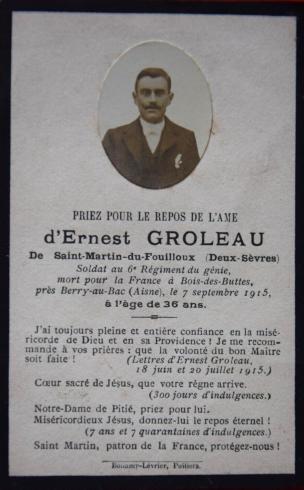 PRIEZ POUR LE REPOS DE L'AME
d'Ernest GROLEAU
De Saint-Martin-du-Fouilloux (Deux-Sèvres)
Soldat au 6e Régiment du génie,
mort pour la France à Bois-des-Buttes,
près Berry-au-Bac (Aisne), le 7 septembre 1915,
à l'âge de 36 ans.
J'ai toujours pleine et entière confiance en la misé-
ricorde de Dieu et en sa Providence ! Je me recom-
mande à vos prières : que la volonté du bon Maître
soit faite ! (Lettres d'Ernest Groleau,
18 juin et 20 juillet 1915.)
Cœur sacré de Jésus, que votre règne arrive.
(300 jours d'indulgences.)
Notre-Dame de Pitié, priez pour lui.
Miséricordieux Jésus, donnez-lui le repos éternel !
(7 ans et 7 quarantaines d'indulgences.)
Saint Martin, patron de la France, protégez-nous !
Poitiers.